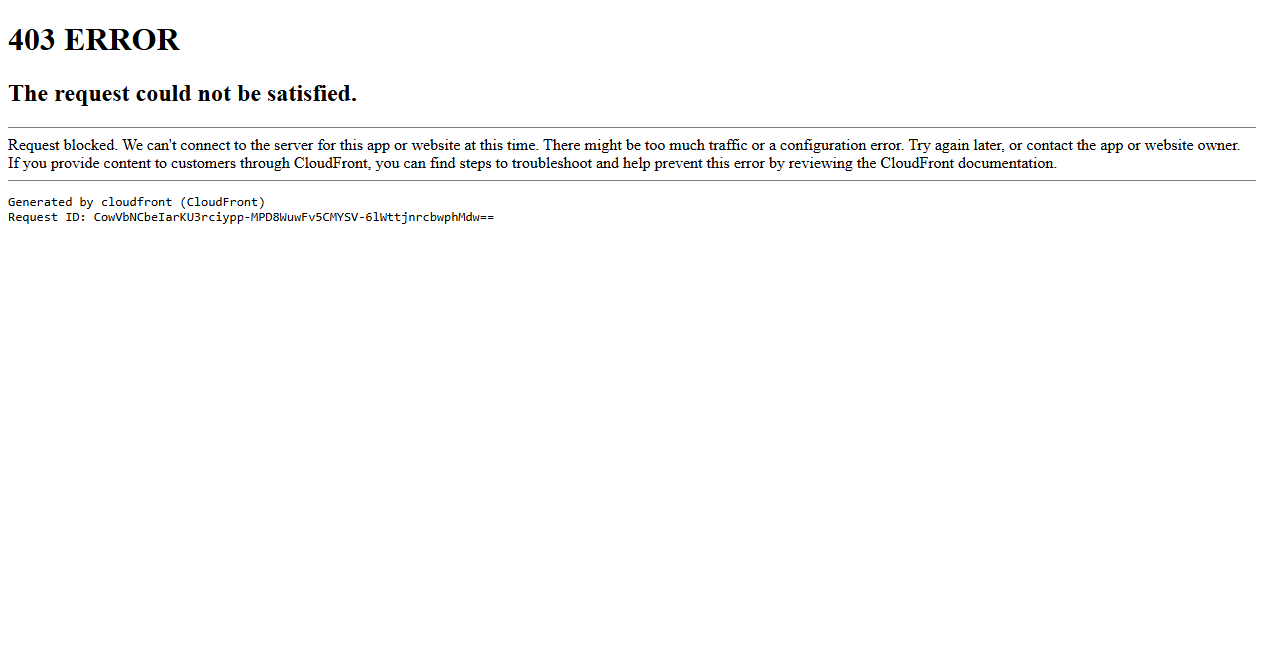 403 ERROR
The request could not be satisfied.
Request blocked. We can't connect to the server for this app or website at this time. There might be too much traffic or a configuration error. Try again later, or contact the app or website owner.
If you provide content to customers through CloudFront, you can find steps to troubleshoot and help prevent this error by reviewing the CloudFront documentation.
Generated by cloudfront (CloudFront)
Request ID: CowVbNCbeIarKU3rciypp-MPD8WuwFv5CMYSV-6lWttjnrcbwphMdw==